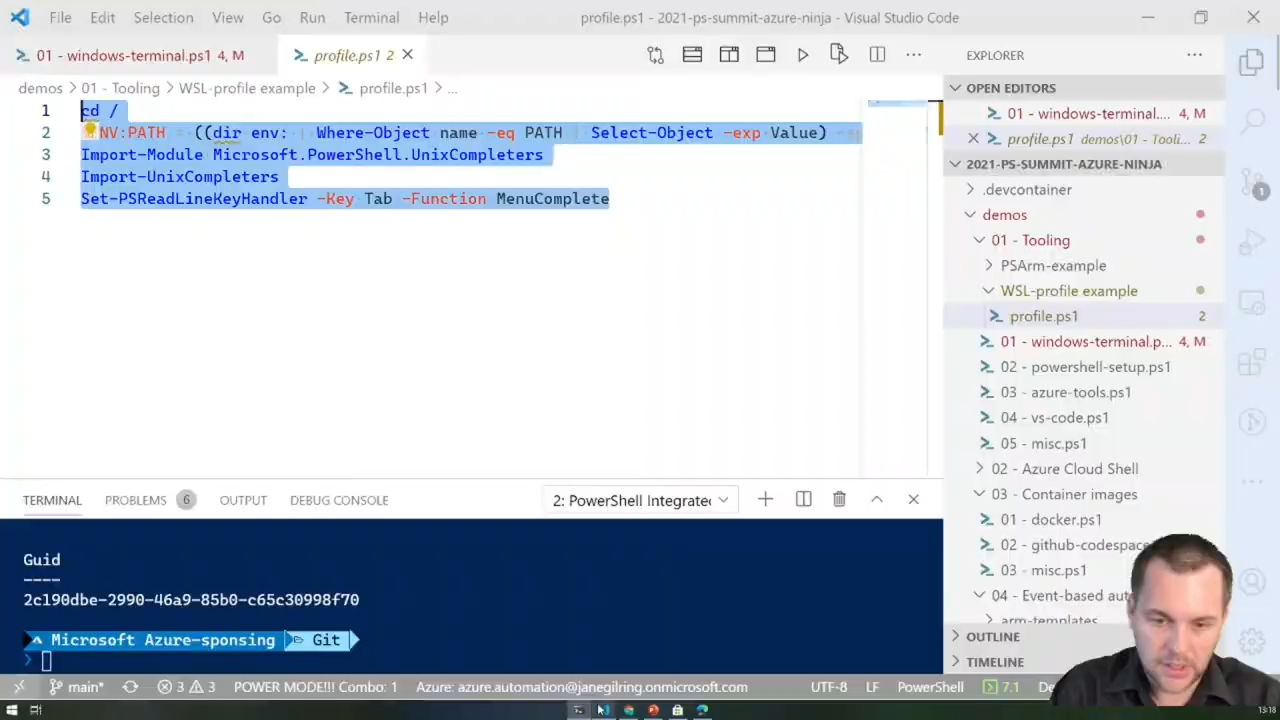 File Edit Selection View Go Run Terminal Help profile.ps1 - 2021-ps-summit-azure-ninja - Visual Studio Code
01 - windows-terminal.ps1 4, M profile.ps1 2
EXPLORER
demos > 01 - Tooling > WSL-profile example > profile.ps1 > ...
1 cd /
2 NV:PATH = ((dir env: | Where-Object name -eq PATH | Select-Object -exp Value)
3 Import-Module Microsoft.PowerShell.UnixCompleters
4 Import-UnixCompleters
5 Set-PSReadLineKeyHandler -Key Tab -Function MenuComplete
OPEN EDITORS
01 - windows-terminal.... 4, M
profile.ps1 demos\01 - Tooli... 2
2021-PS-SUMMIT-AZURE-NINJA
.devcontainer
demos
01 - Tooling
PSArm-example
WSL-profile example
profile.ps1 2
01 - windows-terminal.p... 4, M
02 - powershell-setup.ps1
03 - azure-tools.ps1
04 - vs-code.ps1
05 - misc.ps1
02 - Azure Cloud Shell
03 - Container images
01 - docker.ps1
02 - github-codespace
03 - misc.ps1
04 - Event-based aut
arm-templates
OUTLINE
TIMELINE
1
TERMINAL PROBLEMS 6 OUTPUT DEBUG CONSOLE 2: PowerShell Integrated
Guid
----
2c190dbe-2990-46a9-85b0-c65c30998f70
Microsoft Azure-sponsing Git
main* 3 3 POWER MODE!!! Combo: 1 Azure: azure.automation@janegilring.onmicrosoft.com UTF-8 LF PowerShell 7.1 De
13:18